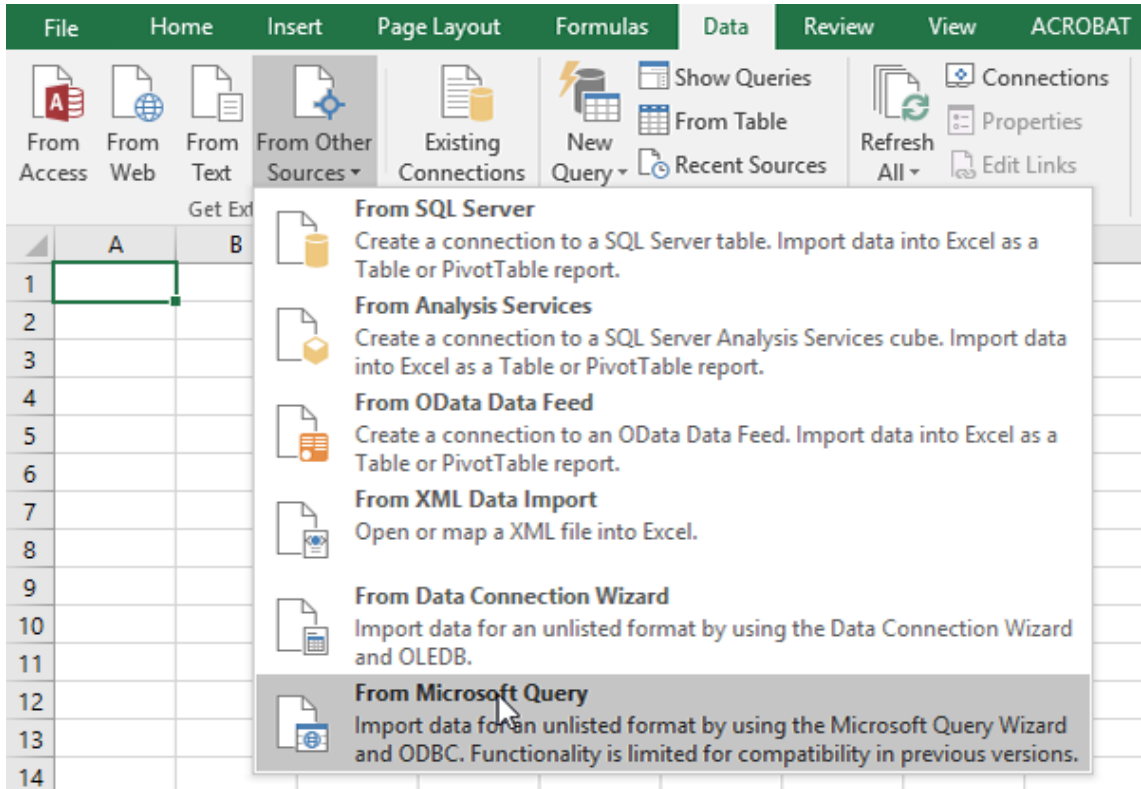 File Home Insert Page Layout Formulas Data Review View ACROBAT
From Access
From Web
From Text
From Other Sources
Existing Connections
New Query
Show Queries
From Table
Recent Sources
Refresh All
Connections
Properties
Edit Links
Get
A B
1
2
3
4
5
6
7
8
9
10
11
12
13
14
From SQL Server
Create a connection to a SQL Server table. Import data into Excel as a
Table or PivotTable report.
From Analysis Services
Create a connection to a SQL Server Analysis Services cube. Import data
into Excel as a Table or PivotTable report.
From OData Data Feed
Create a connection to an OData Data Feed. Import data into Excel as a
Table or PivotTable report.
From XML Data Import
Open or map a XML file into Excel.
From Data Connection Wizard
Import data for an unlisted format by using the Data Connection Wizard
and OLEDB.
From Microsoft Query
Import data for an unlisted format by using the Microsoft Query Wizard
and ODBC. Functionality is limited for compatibility in previous versions.